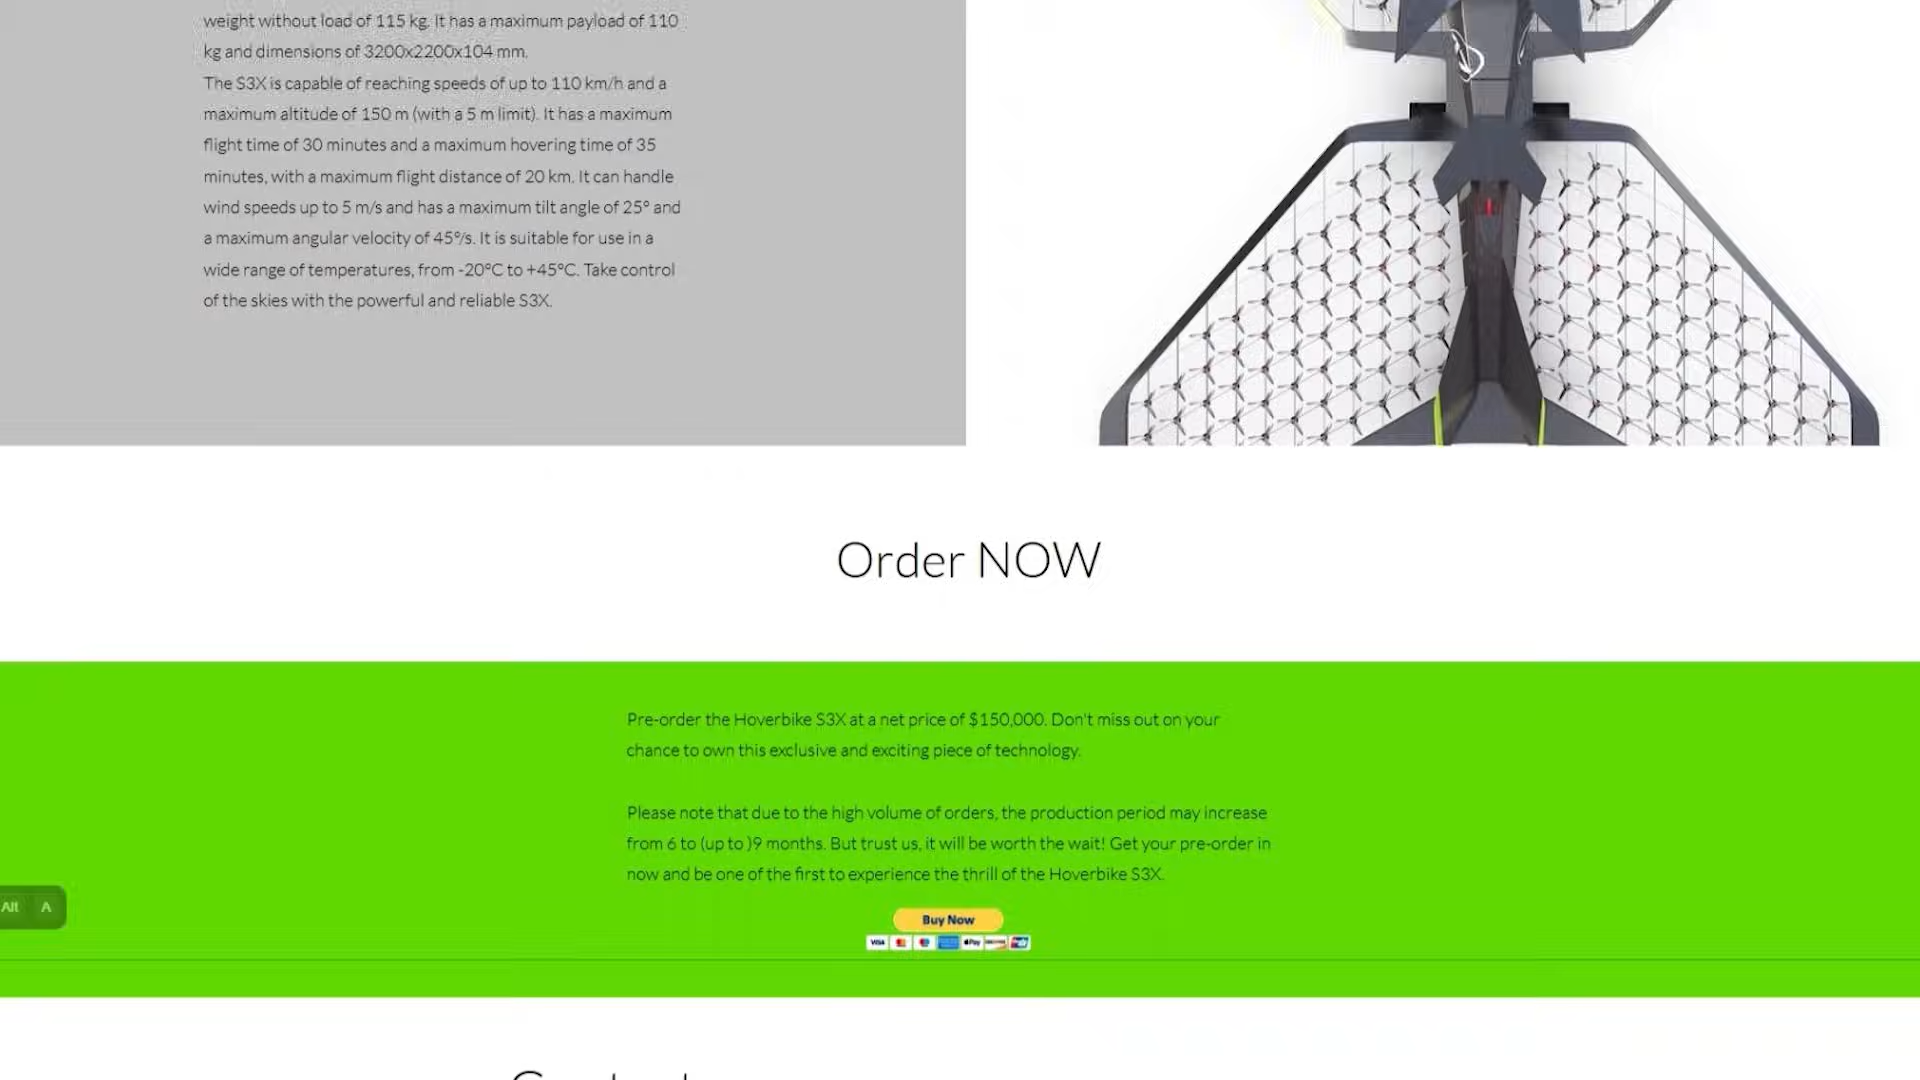 weight without load of 115 kg. It has a maximum payload of 110
kg and dimensions of 3200x2200x104 mm.
The S3X is capable of reaching speeds of up to 110 km/h and a
maximum altitude of 150 m (with a 5 m limit). It has a maximum
flight time of 30 minutes and a maximum hovering time of 35
minutes, with a maximum flight distance of 20 km. It can handle
wind speeds up to 5 m/s and has a maximum tilt angle of 25° and
a maximum angular velocity of 45°/s. It is suitable for use in a
wide range of temperatures, from -20°C to +45°C. Take control
of the skies with the powerful and reliable S3X.
Order NOW
Pre-order the Hoverbike S3X at a net price of $150,000. Don't miss out on your
chance to own this exclusive and exciting piece of technology.
Please note that due to the high volume of orders, the production period may increase
from 6 to (up to )9 months. But trust us, it will be worth the wait! Get your pre-order in
now and be one of the first to experience the thrill of the Hoverbike S3X.
Alt A
Buy Now
VISA Pay